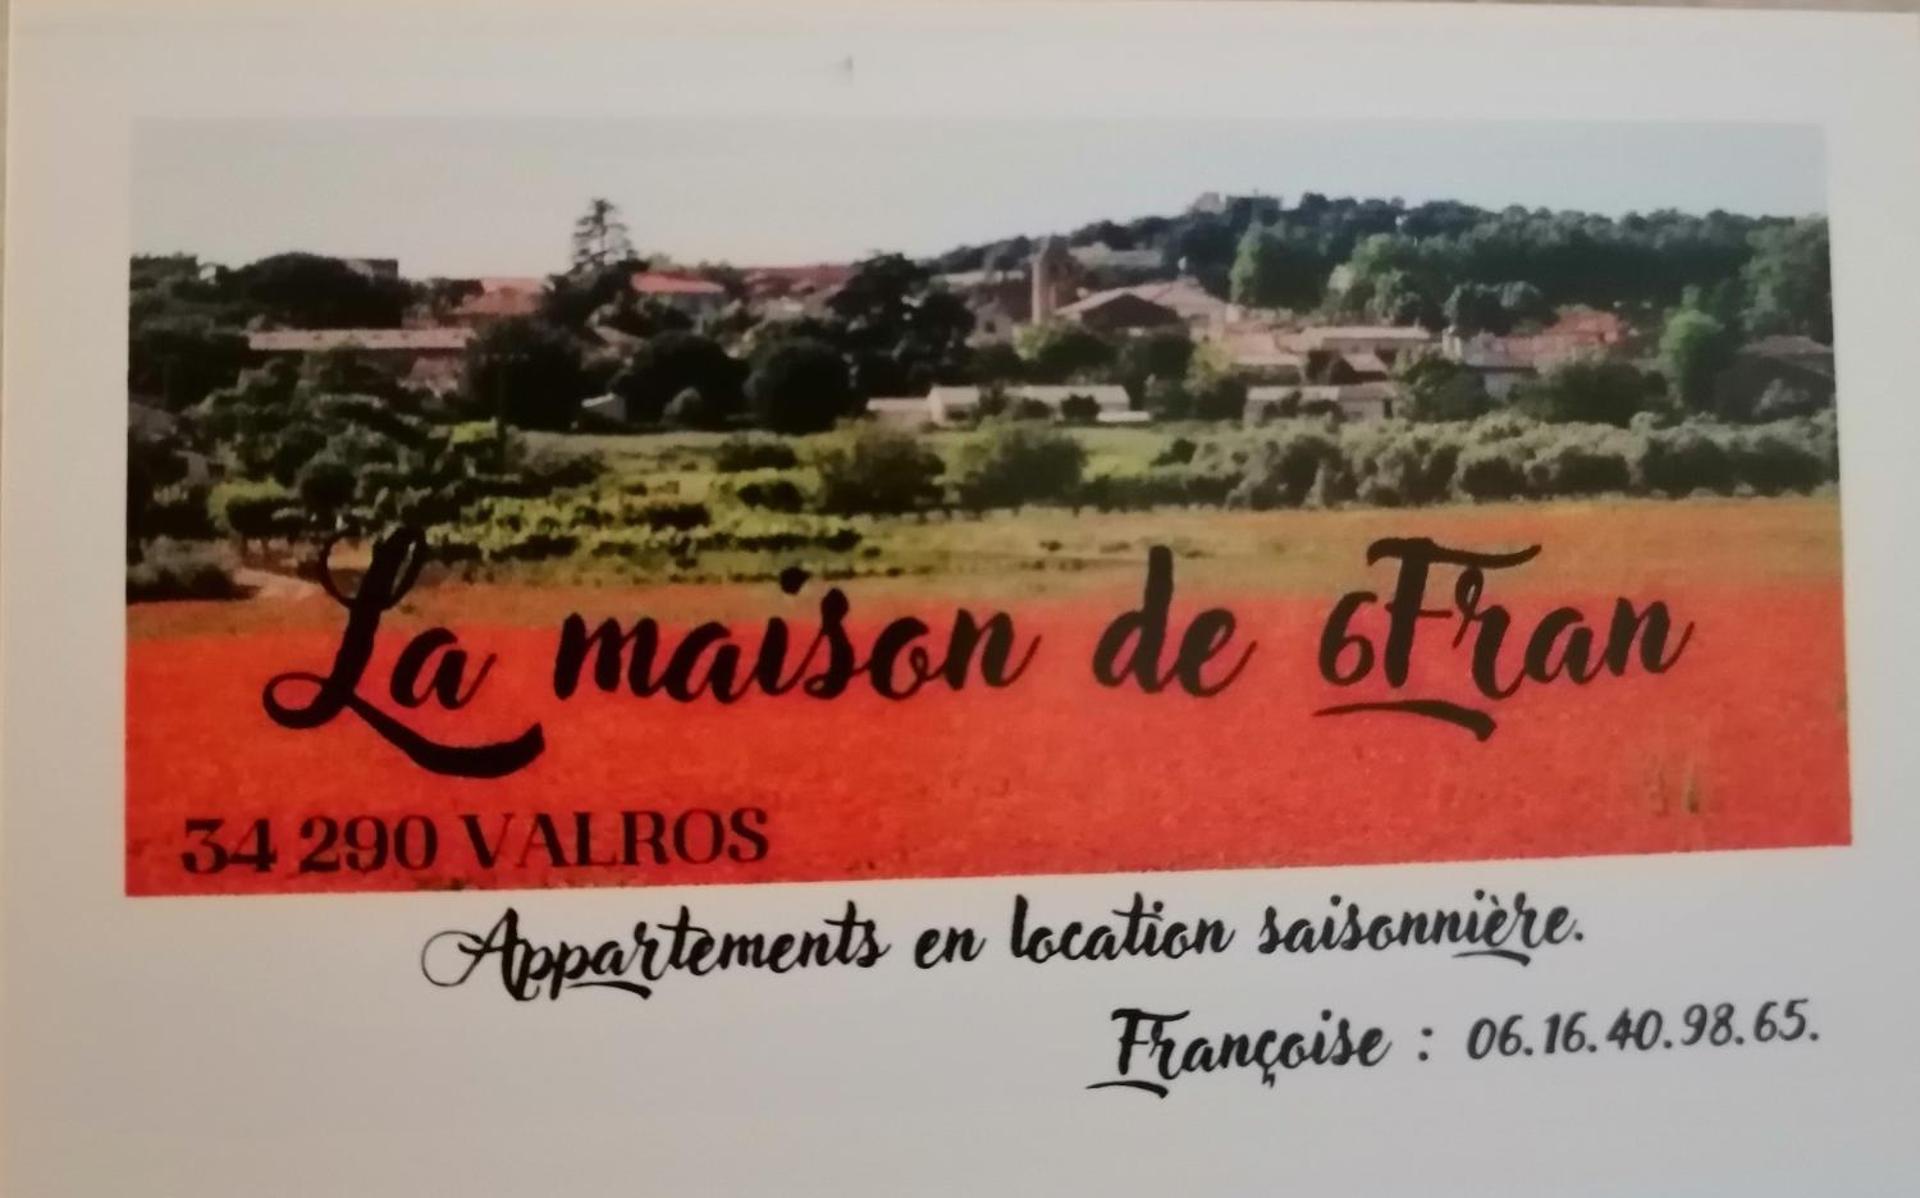 La maison de 6Fran
34 290 VALROS
Appartements en location saisonnière.
Françoise : 06.16.40.98.65.